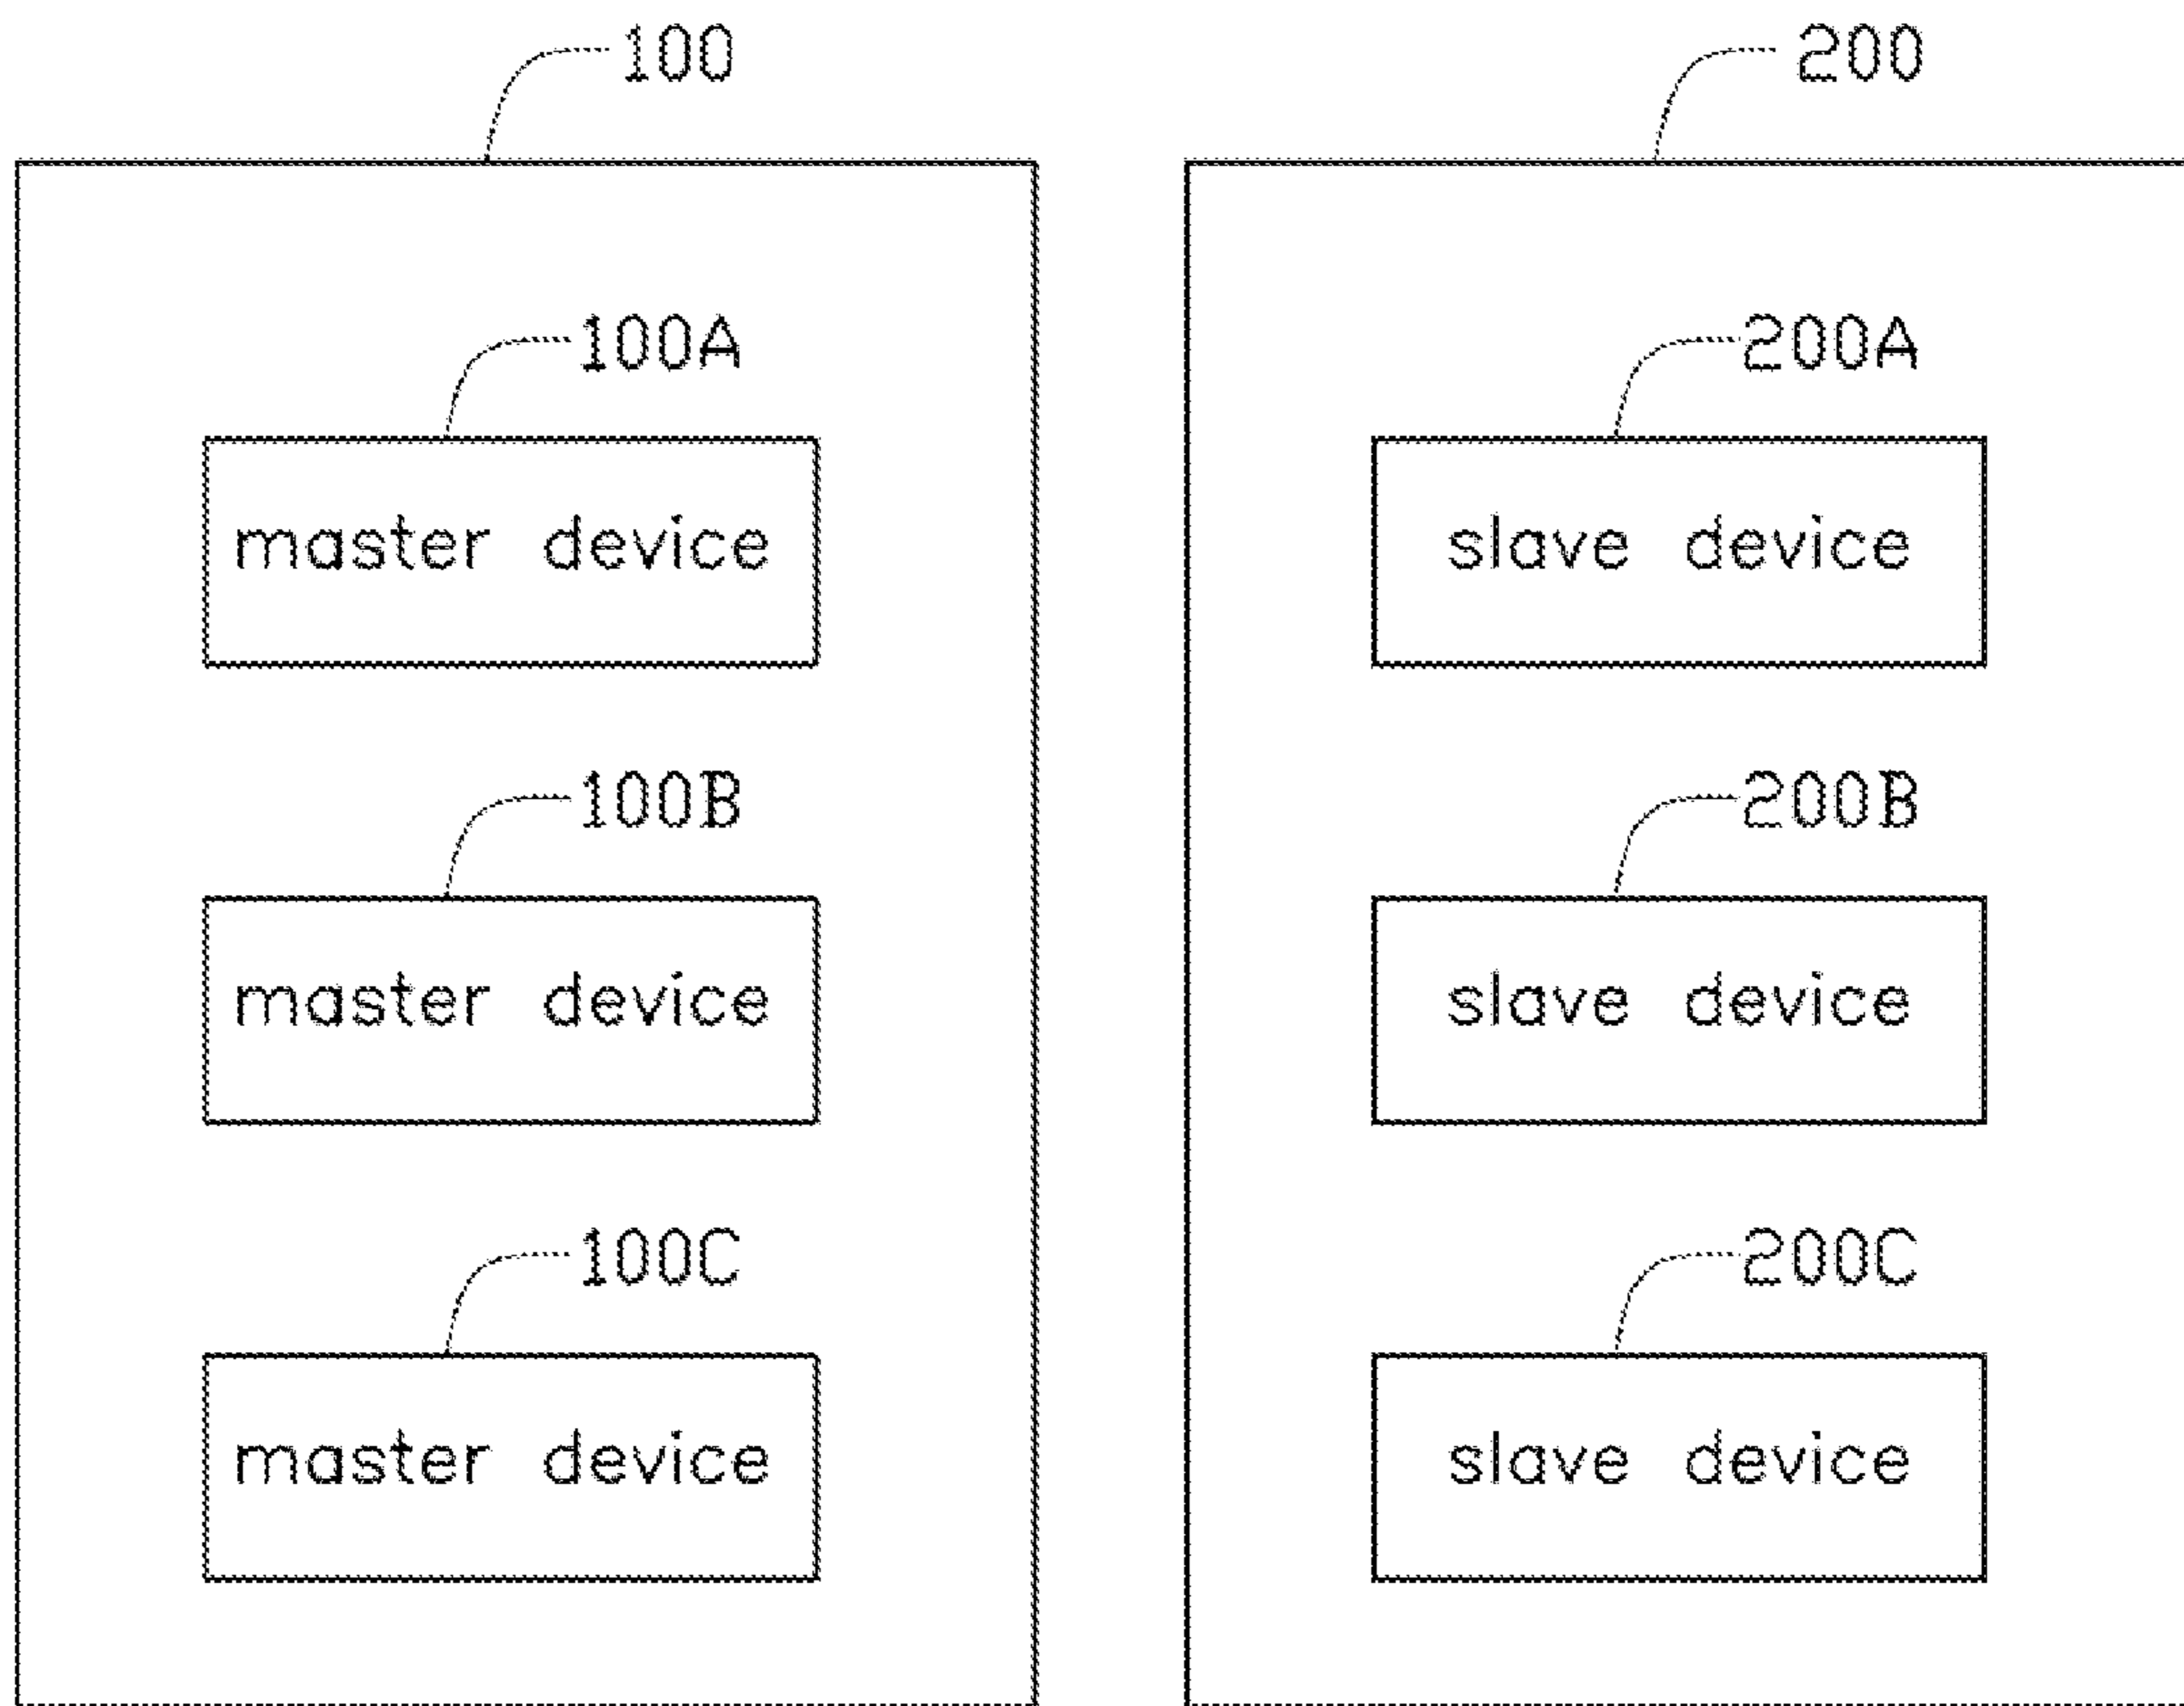 100 200
100A 200A
master device slave device
100B 200B
master device slave device
100C 200C
master device slave device